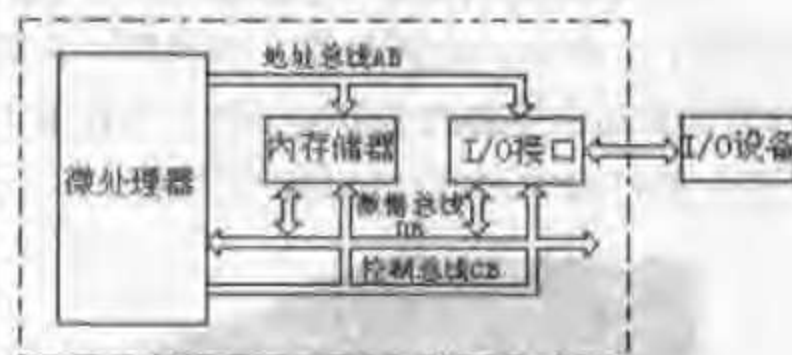 地址总线AB
内存储器
I/O接口
I/O设备
微处理器
数据总线
DB
控制总线CB